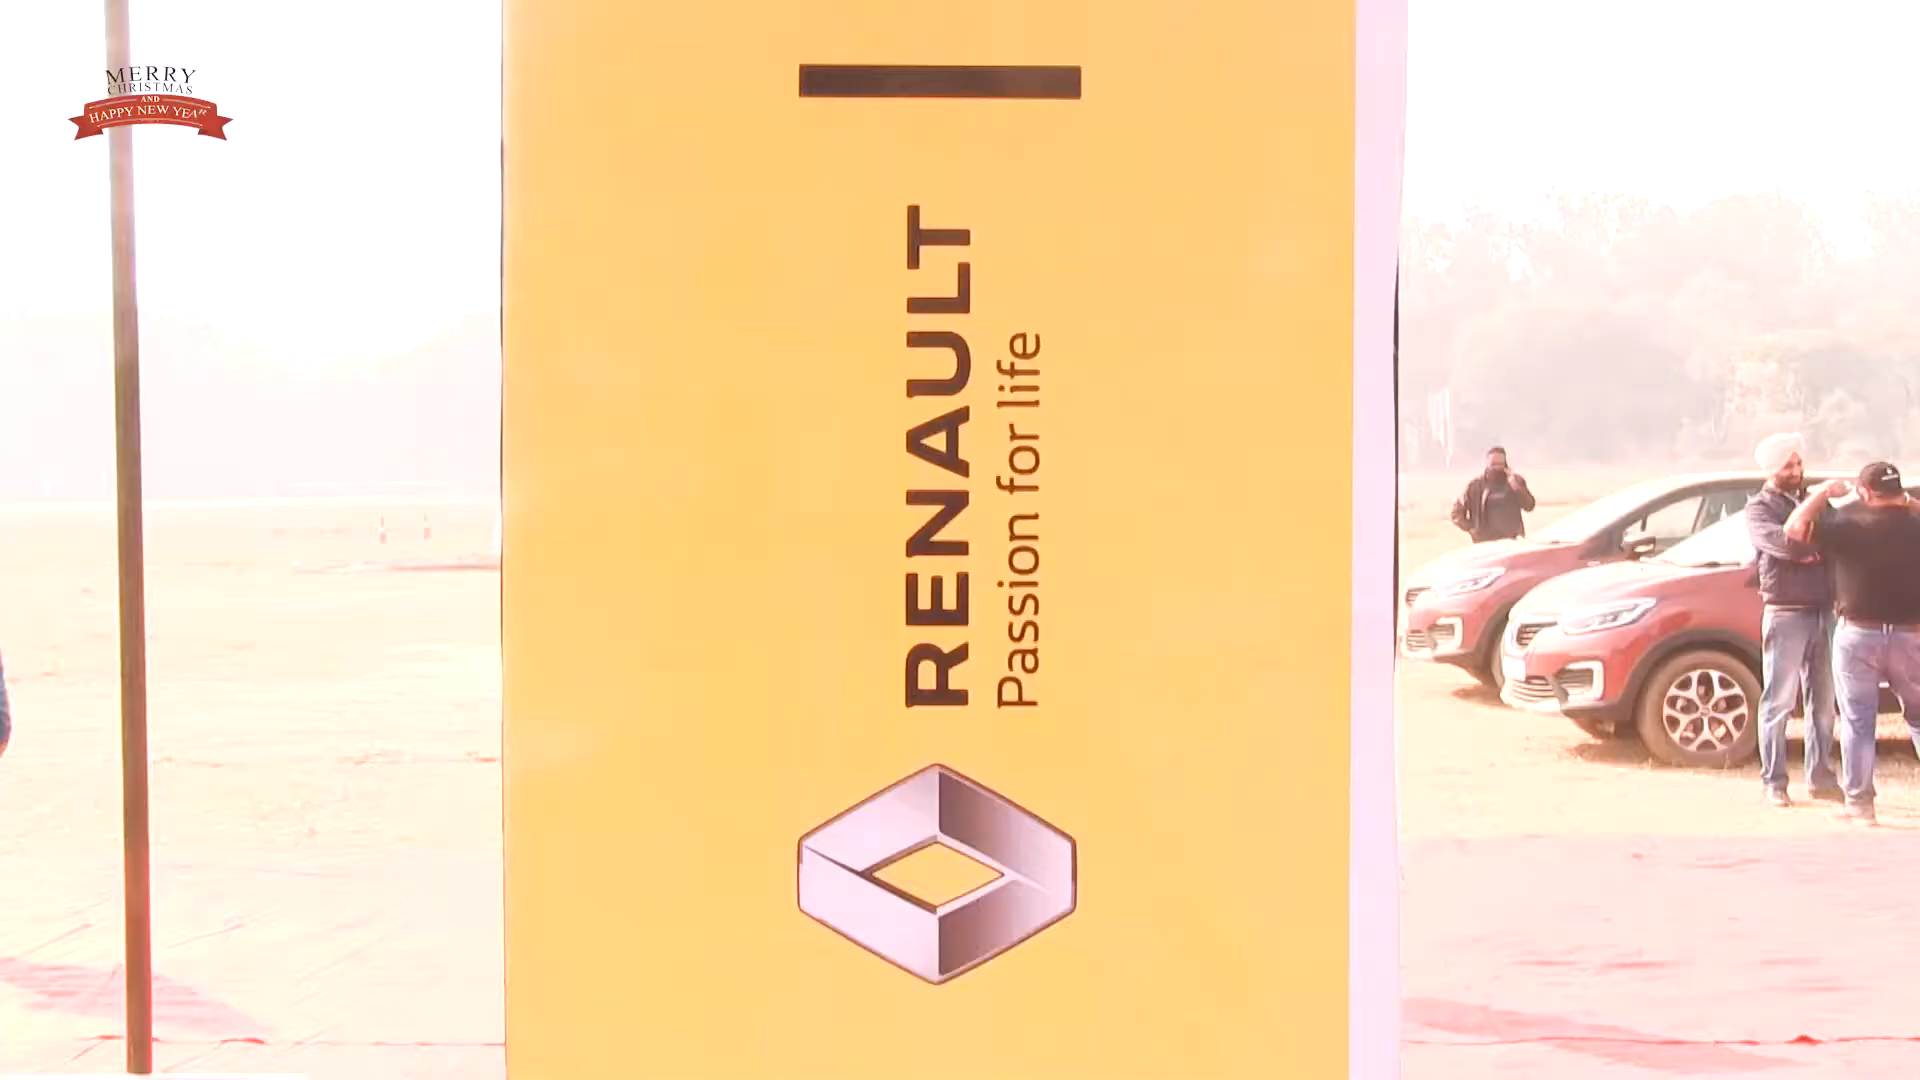 MERRY
CHRISTMAS
AND
HAPPY NEW YEAR
RENAULT
Passion for life